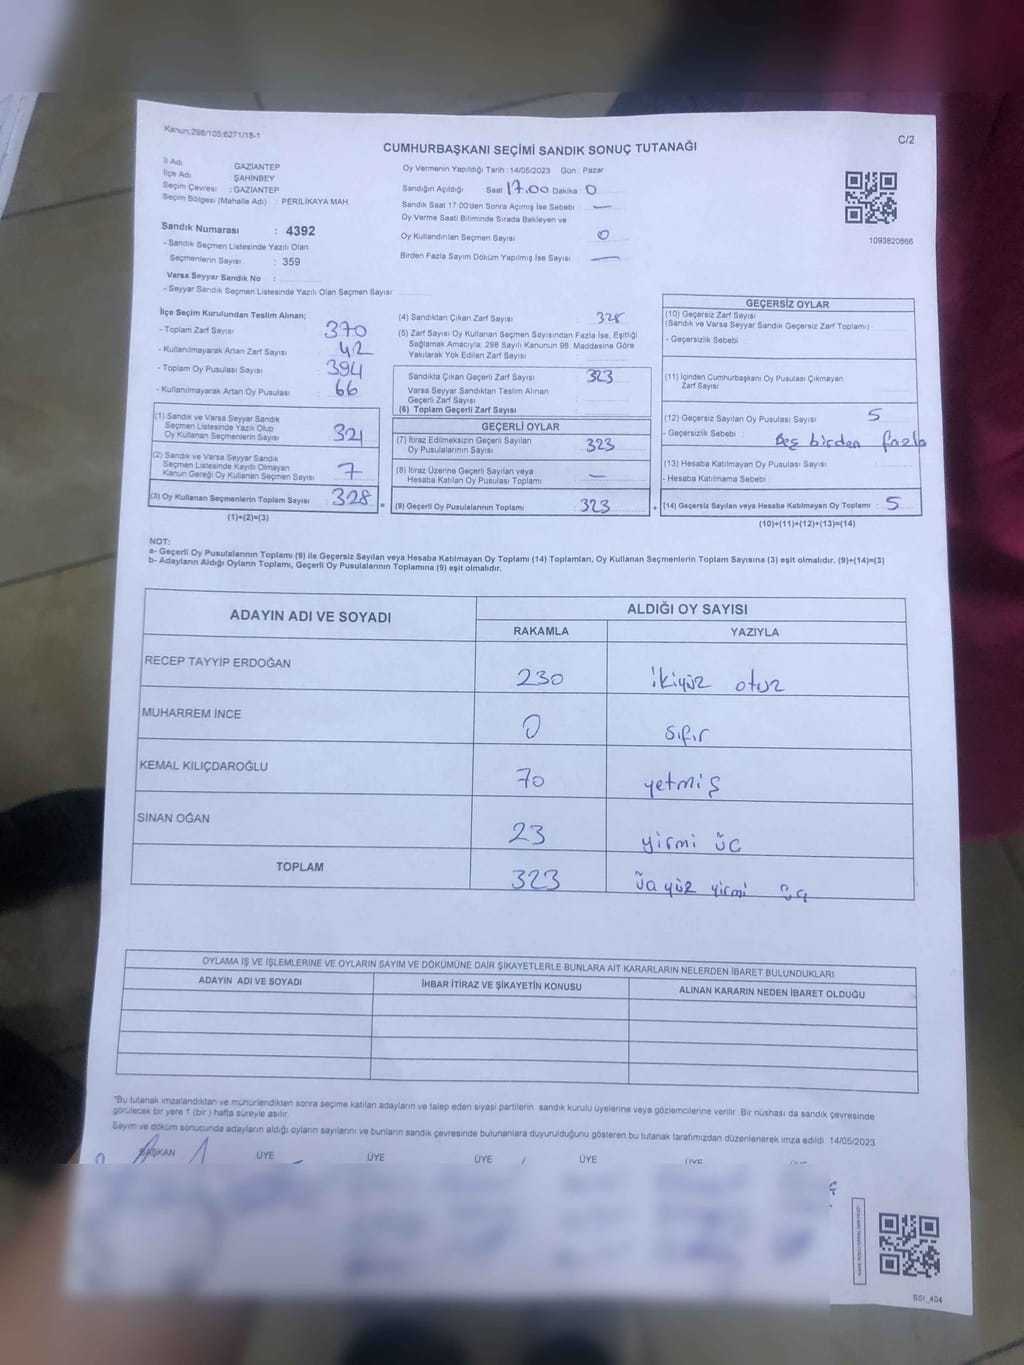 Kanun:298/105;6271/18-1
C/2
CUMHURBAŞKANI SEÇİMİ SANDIK SONUÇ TUTANAĞI
İl Adı GAZİANTEP
İlçe Adı : ŞAHİNBEY
Seçim Çevresi : GAZİANTEP
Seçim Bölgesi (Mahalle Adı) : PERİLİKAYA MAH.
Sandık Numarası : 4392
- Sandık Seçmen Listesinde Yazılı Olan
Seçmenlerin Sayısı : 359
Varsa Seyyar Sandık No :
- Seyyar Sandık Seçmen Listesinde Yazılı Olan Seçmen Sayısı
Oy Vermenin Yapıldığı Tarih : 14/05/2023 Gün : Pazar
Sandığın Açıldığı Saat 17.00 Dakika 0
Sandık Saat 17:00'den Sonra Açımış İse Sebebi : —
Oy Verme Saati Bitiminde Sırada Bekleyen ve
Oy Kullandırılan Seçmen Sayısı 0
Birden Fazla Sayım Döküm Yapılmış İse Sayısı : —
1093820866
İlçe Seçim Kurulundan Teslim Alınan;
- Toplam Zarf Sayısı 370
- Kullanılmayarak Artan Zarf Sayısı 42
- Toplam Oy Pusulası Sayısı 394
- Kullanılmayarak Artan Oy Pusulası 66
(1) Sandık ve Varsa Seyyar Sandık
Seçmen Listesinde Yazılı Olup
Oy Kullanan Seçmenlerin Sayısı 321
(2) Sandık ve Varsa Seyyar Sandık
Seçmen Listesinde Kayıtlı Olmayan
Kanun Gereği Oy Kullanan Seçmen Sayısı 7
(3) Oy Kullanan Seçmenlerin Toplam Sayısı 328 =
(1)+(2)=(3)
(4) Sandıktan Çıkan Zarf Sayısı 328
(5) Zarf Sayısı Oy Kullanan Seçmen Sayısından Fazla İse, Eşitliği
Sağlamak Amacıyla; 298 Sayılı Kanunun 98. Maddesine Göre
Yakılarak Yok Edilen Zarf Sayısı
Sandıkta Çıkan Geçerli Zarf Sayısı 323
Varsa Seyyar Sandıktan Teslim Alınan
Geçerli Zarf Sayısı
(6) Toplam Geçerli Zarf Sayısı
GEÇERLİ OYLAR
(7) İtiraz Edilmeksizin Geçerli Sayılan
Oy Pusulalarının Sayısı 323
(8) İtiraz Üzerine Geçerli Sayılan veya
Hesaba Katılan Oy Pusulası Toplamı —
(9) Geçerli Oy Pusulalarının Toplamı 323 +
GEÇERSİZ OYLAR
(10) Geçersiz Zarf Sayısı
(Sandık ve Varsa Seyyar Sandık Geçersiz Zarf Toplamı)
- Geçersizlik Sebebi :
(11) İçinden Cumhurbaşkanı Oy Pusulası Çıkmayan
Zarf Sayısı
(12) Geçersiz Sayılan Oy Pusulası Sayısı 5
- Geçersizlik Sebebi Beş birden fazla
(13) Hesaba Katılmayan Oy Pusulası Sayısı
- Hesaba Katılmama Sebebi
(14) Geçersiz Sayılan veya Hesaba Katılmayan Oy Toplamı : 5
(10)+(11)+(12)+(13)=(14)
NOT:
a- Geçerli Oy Pusulalarının Toplamı (9) ile Geçersiz Sayılan veya Hesaba Katılmayan Oy Toplamı (14) Toplamları, Oy Kullanan Seçmenlerin Toplam Sayısına (3) eşit olmalıdır. (9)+(14)=(3)
b- Adayların Aldığı Oyların Toplamı, Geçerli Oy Pusulalarının Toplamına (9) eşit olmalıdır.
ADAYIN ADI VE SOYADI ALDIĞI OY SAYISI
RAKAMLA YAZIYLA
RECEP TAYYİP ERDOĞAN 230 ikiyüz otuz
MUHARREM İNCE 0 sıfır
KEMAL KILIÇDAROĞLU 70 yetmiş
SİNAN OĞAN 23 yirmi üç
TOPLAM 323 üçyüz yirmi üç
OYLAMA İŞ VE İŞLEMLERİNE VE OYLARIN SAYIM VE DÖKÜMÜNE DAİR ŞİKAYETLERLE BUNLARA AİT KARARLARIN NELERDEN İBARET BULUNDUKLARI
ADAYIN ADI VE SOYADI İHBAR İTİRAZ VE ŞİKAYETİN KONUSU ALINAN KARARIN NEDEN İBARET OLDUĞU
"Bu tutanak imzalandıktan ve mühürlendikten sonra seçime katılan adayların ve talep eden siyasi partilerin sandık kurulu üyelerine veya gözlemcilerine verilir. Bir nüshası da sandık çevresinde
görülecek bir yere 1 (bir ) hafta süreyle asılır.
Sayım ve döküm sonucunda adayların aldığı oyların sayılarını ve bunların sandık çevresinde bulunanlara duyurulduğunu gösteren bu tutanak tarafımızdan düzenlenerek imza edildi. 14/05/2023
BAŞKAN ÜYE ÜYE ÜYE ÜYE ÜYE
SSI_404